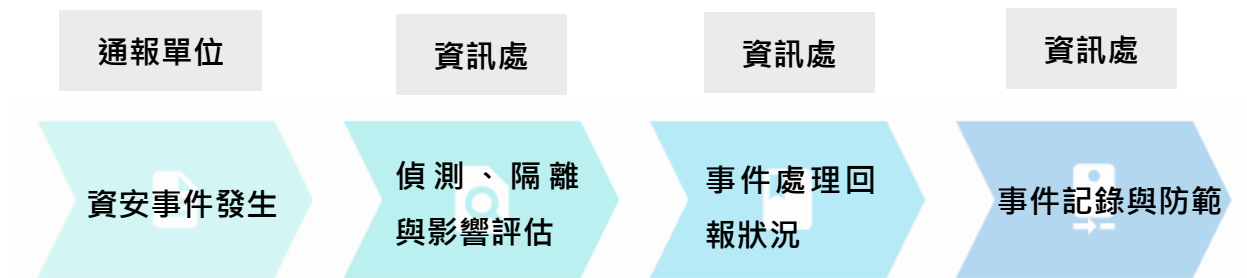 通報單位
資訊處
資訊處
資訊處
資安事件發生
偵測、隔離
與影響評估
事件處理回
報狀況
事件記錄與防範